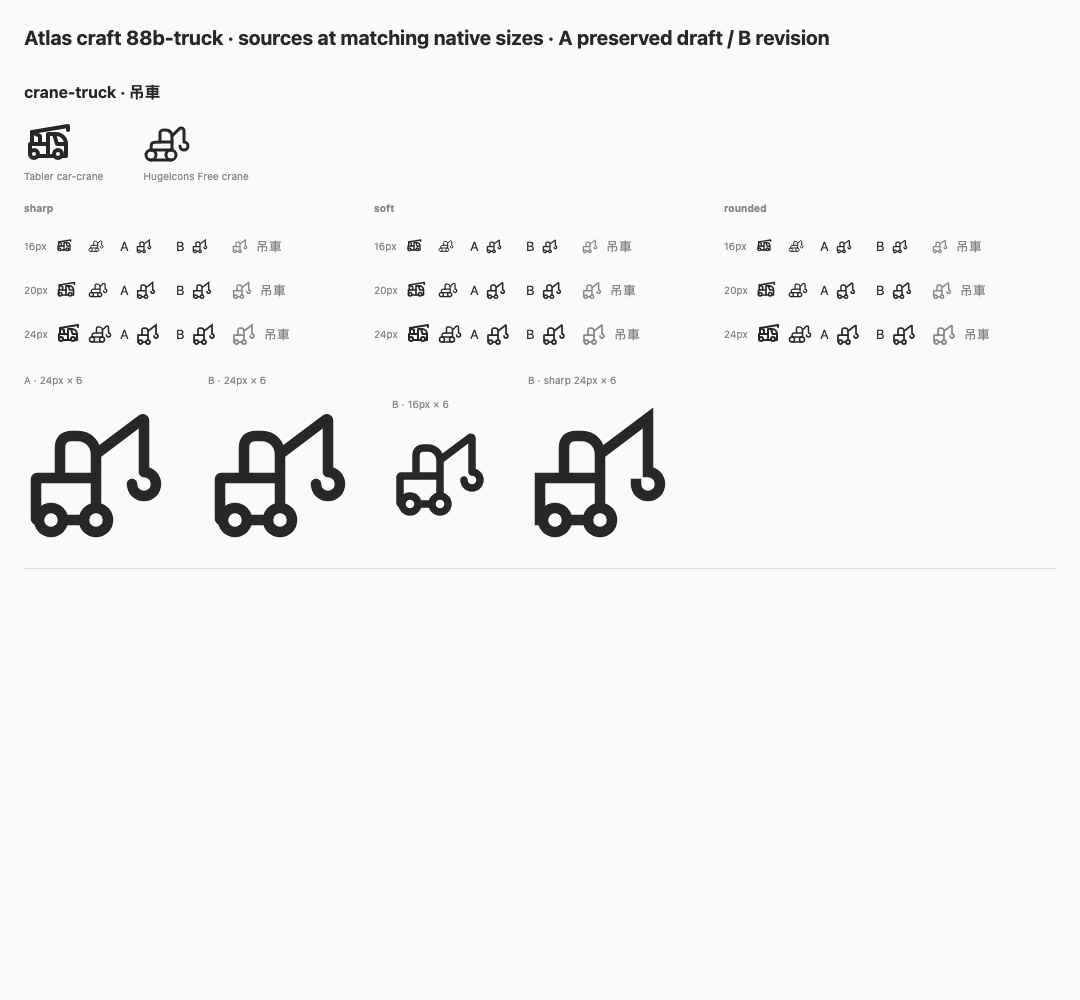 Atlas craft 88b-truck · sources at matching native sizes · A preserved draft / B revision
crane-truck · 吊車
Tabler car-crane
Hugeicons Free crane
sharp
soft
rounded
16px A B 吊車
16px A B 吊車
16px A B 吊車
20px A B 吊車
20px A B 吊車
20px A B 吊車
24px A B 吊車
24px A B 吊車
24px A B 吊車
A · 24px × 6
B · 24px × 6
B · 16px × 6
B · sharp 24px × 6